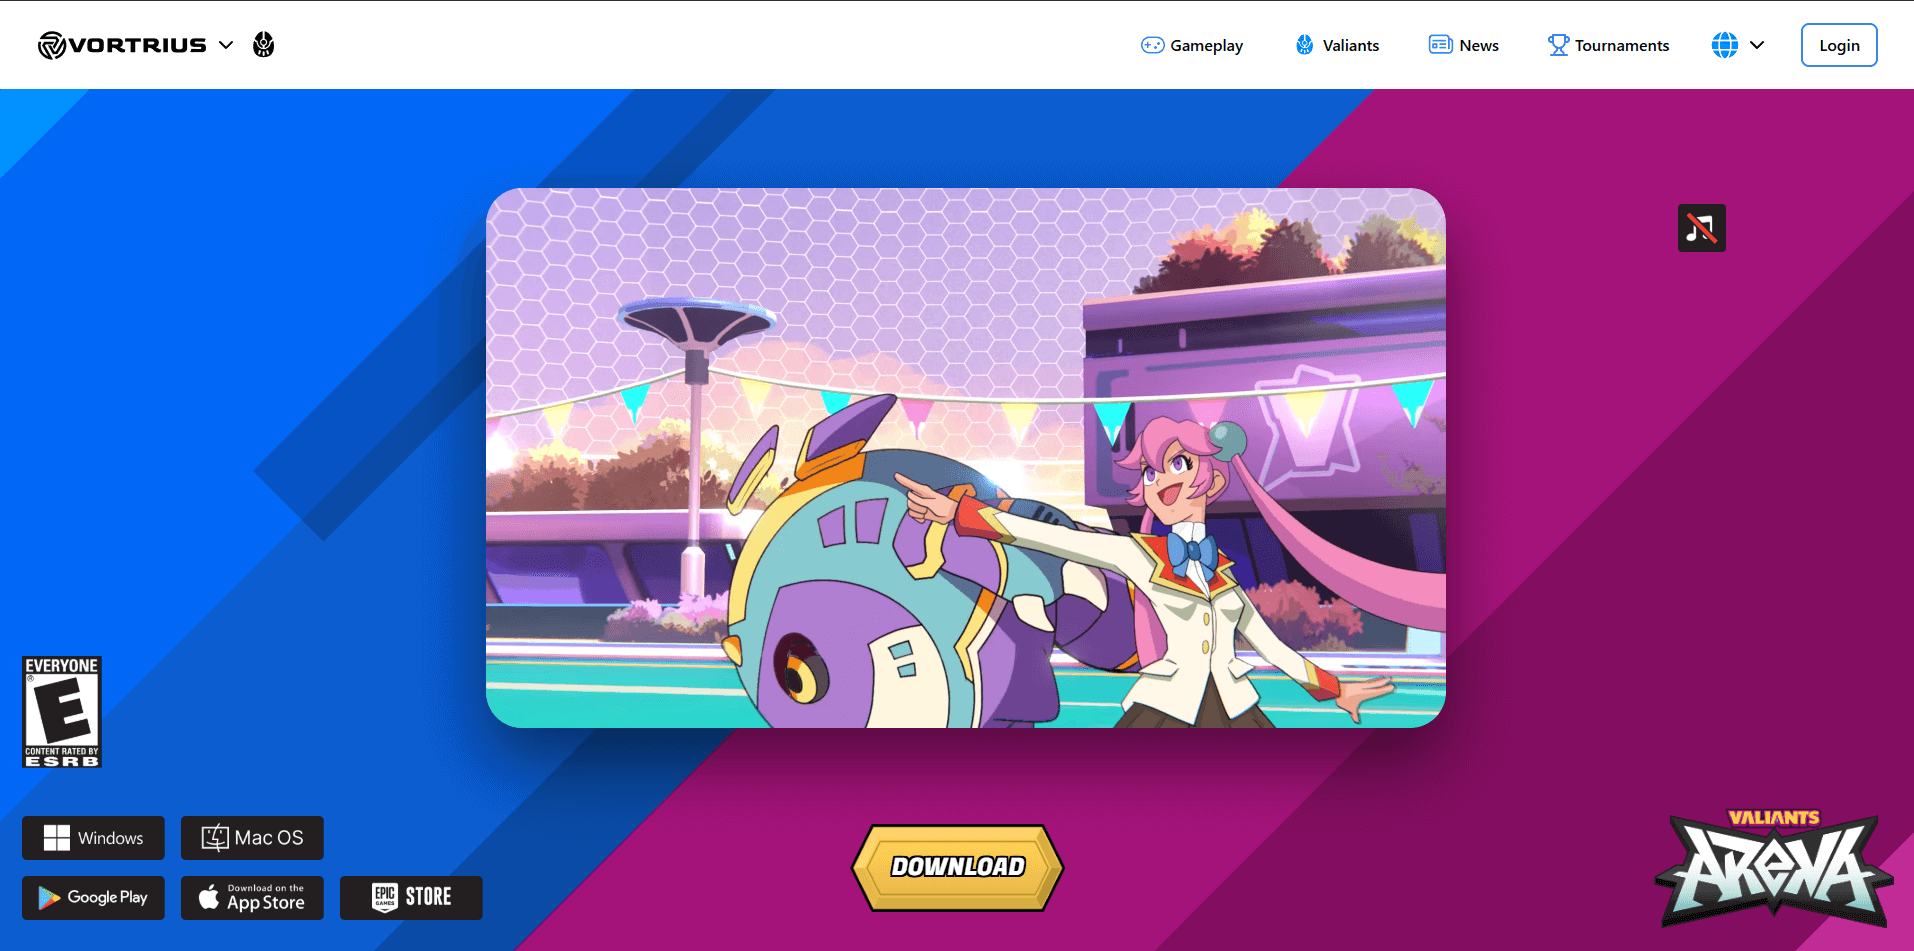 VORTRIUS
Gameplay
Valiants
News
Tournaments
Login
EVERYONE
E
®
CONTENT RATED BY
ESRB
Windows
Mac OS
Google Play
Download on the
App Store
EPIC
GAMES
STORE
DOWNLOAD
VALIANTS
ARENA